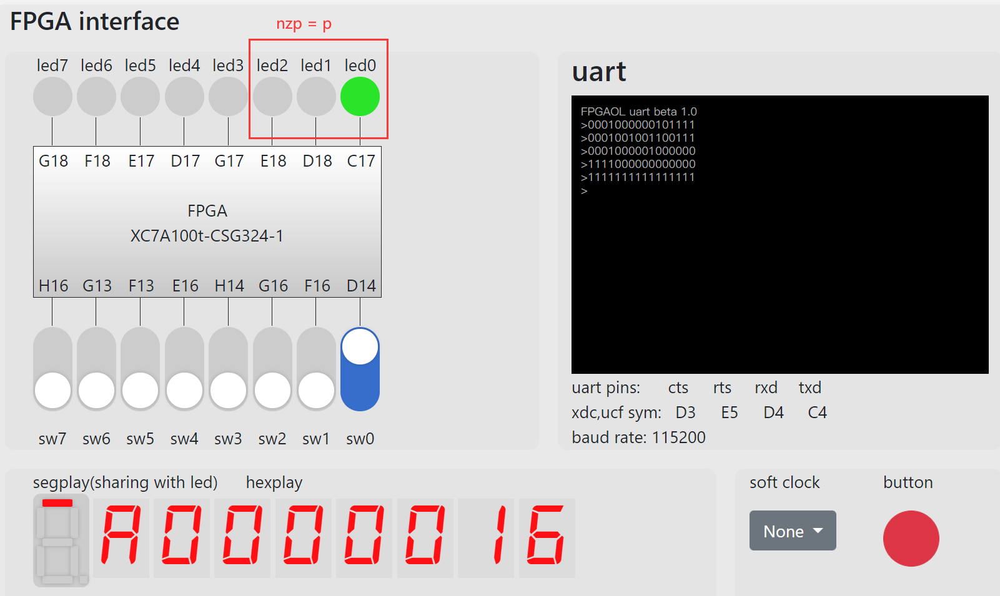 FPGA interface
nzp = p
led7 led6 led5 led4 led3 led2 led1 led0
G18 F18 E17 D17 G17 E18 D18 C17
FPGA
XC7A100t-CSG324-1
H16 G13 F13 E16 H14 G16 F16 D14
sw7 sw6 sw5 sw4 sw3 sw2 sw1 sw0
uart
FPGAOL uart beta 1.0
>0001000000101111
>0001001001100111
>0001000001000000
>1111000000000000
>1111111111111111
>
uart pins: cts rts rxd txd
xdc,ucf sym: D3 E5 D4 C4
baud rate: 115200
segplay(sharing with led) hexplay
A0000016
soft clock button
None